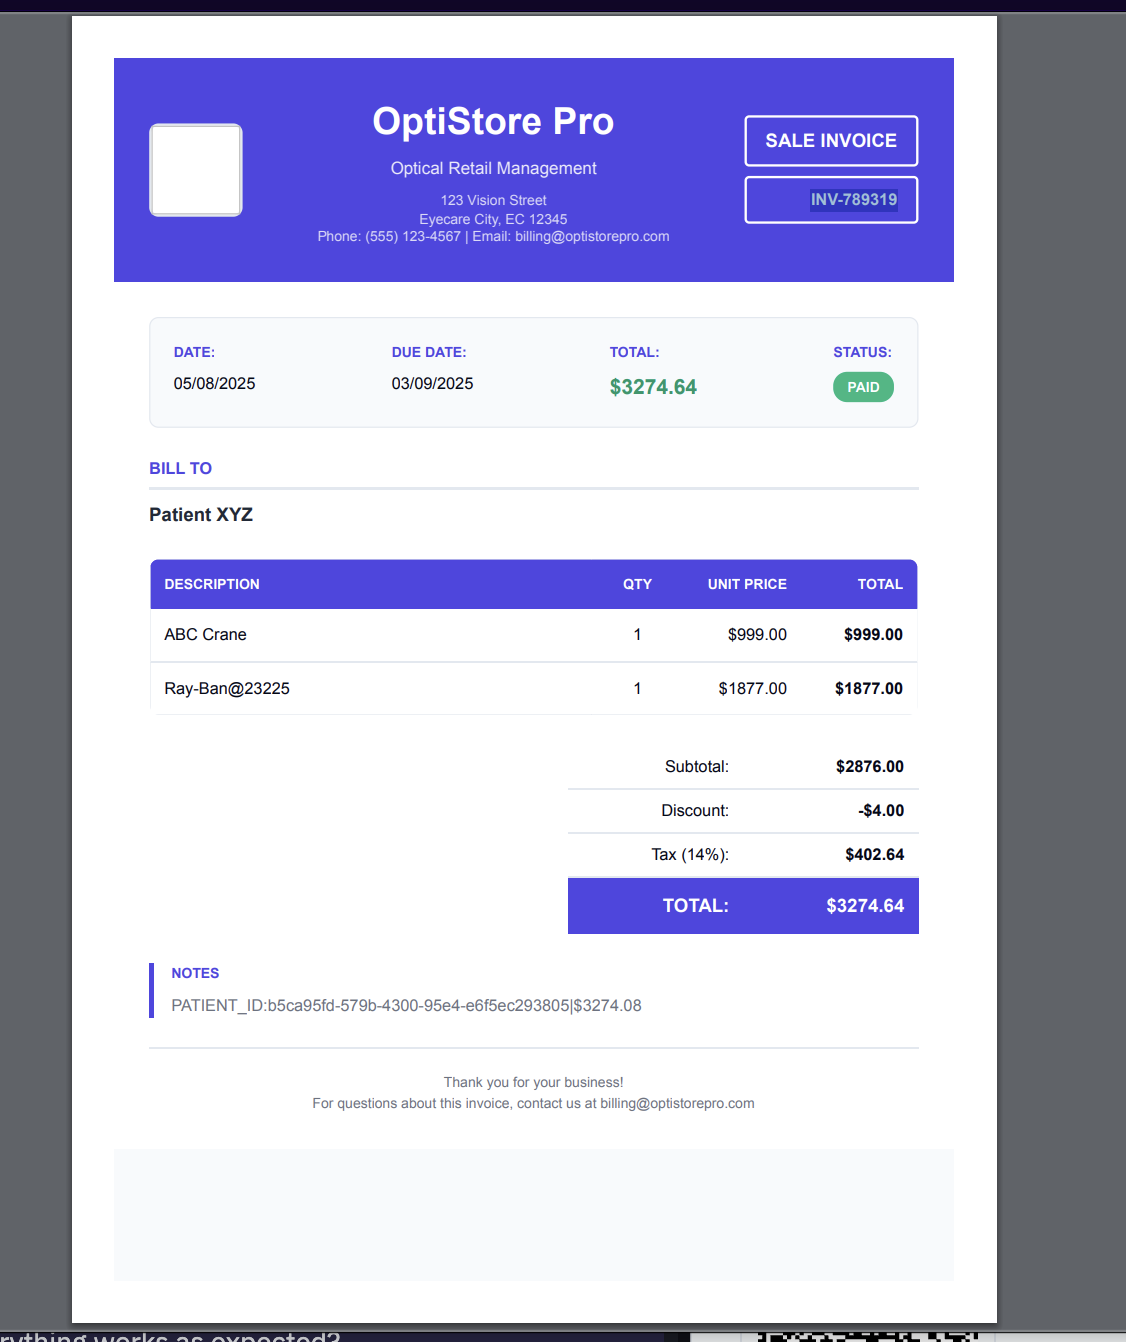 OptiStore Pro
Optical Retail Management
123 Vision Street
Eyecare City, EC 12345
Phone: (555) 123-4567 | Email: billing@optistorepro.com
SALE INVOICE
INV-789319
DATE: DUE DATE: TOTAL: STATUS:
05/08/2025 03/09/2025 $3274.64 PAID
BILL TO
Patient XYZ
DESCRIPTION QTY UNIT PRICE TOTAL
ABC Crane 1 $999.00 $999.00
Ray-Ban@23225 1 $1877.00 $1877.00
Subtotal: $2876.00
Discount: -$4.00
Tax (14%): $402.64
TOTAL: $3274.64
NOTES
PATIENT_ID:b5ca95fd-579b-4300-95e4-e6f5ec293805|$3274.08
Thank you for your business!
For questions about this invoice, contact us at billing@optistorepro.com
works as expected?